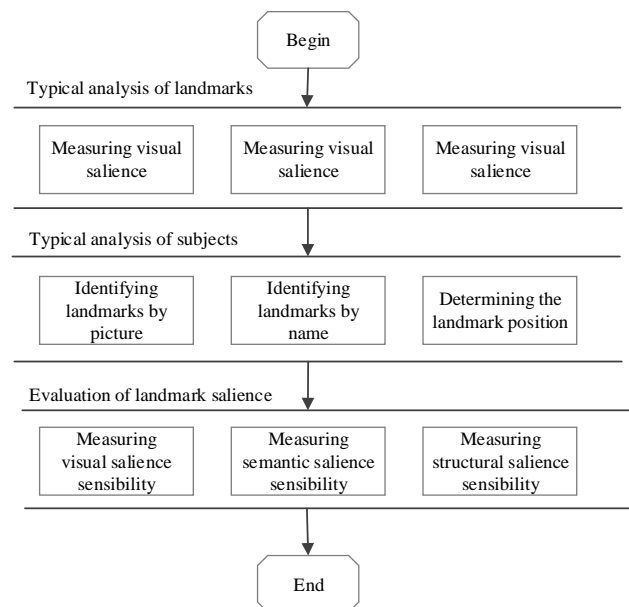 Begin
Typical analysis of landmarks
Measuring visual
salience
Measuring visual
salience
Measuring visual
salience
Typical analysis of subjects
Identifying
landmarks by
picture
Identifying
landmarks by
name
Determining the
landmark position
Evaluation of landmark salience
Measuring
visual salience
sensibility
Measuring
semantic salience
sensibility
Measuring
structural salience
sensibility
End